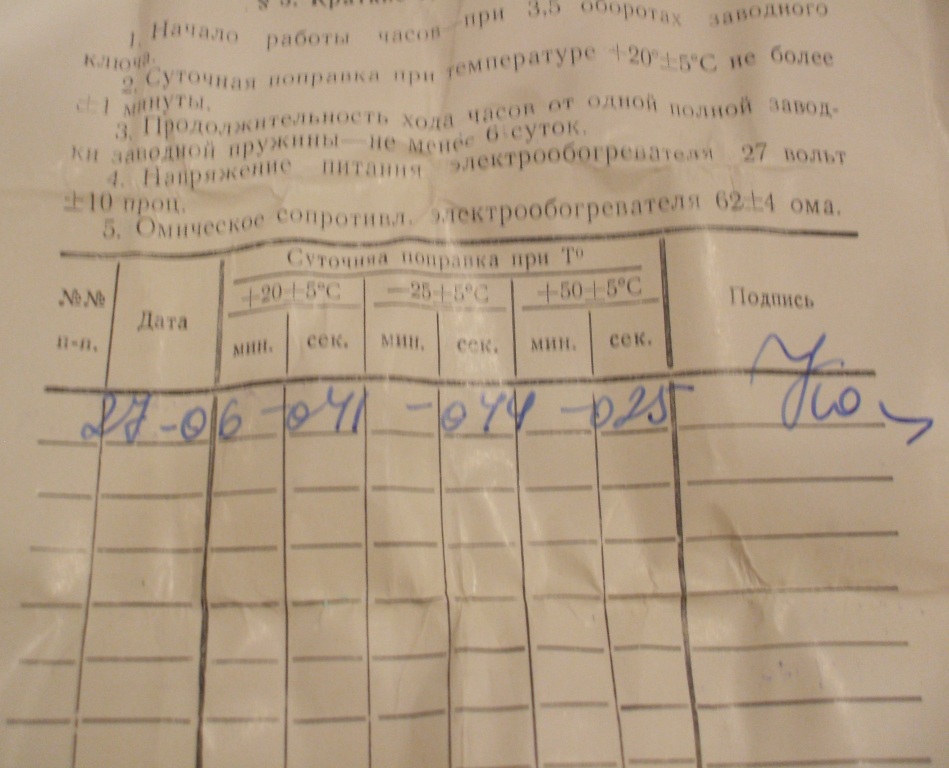 § 3.
1. Начало работы часов при 3,5 оборотах заводного
ключа.
2. Суточная поправка при температуре +20°±5°С не более
±1 минуты.
3. Продолжительность хода часов от одной полной завод-
ки заводной пружины—не менее 6 суток.
4. Напряжение питания электрообогревателя 27 вольт
±10 проц.
5. Омическое сопротивл. электрообогревателя 62±4 ома.
№№ п-п. Дата Суточная поправка при Т° Подпись
+20±5°С —25±5°С +50±5°С
мин. сек. мин. сек. мин. сек.
27-06 -041 -044 -025